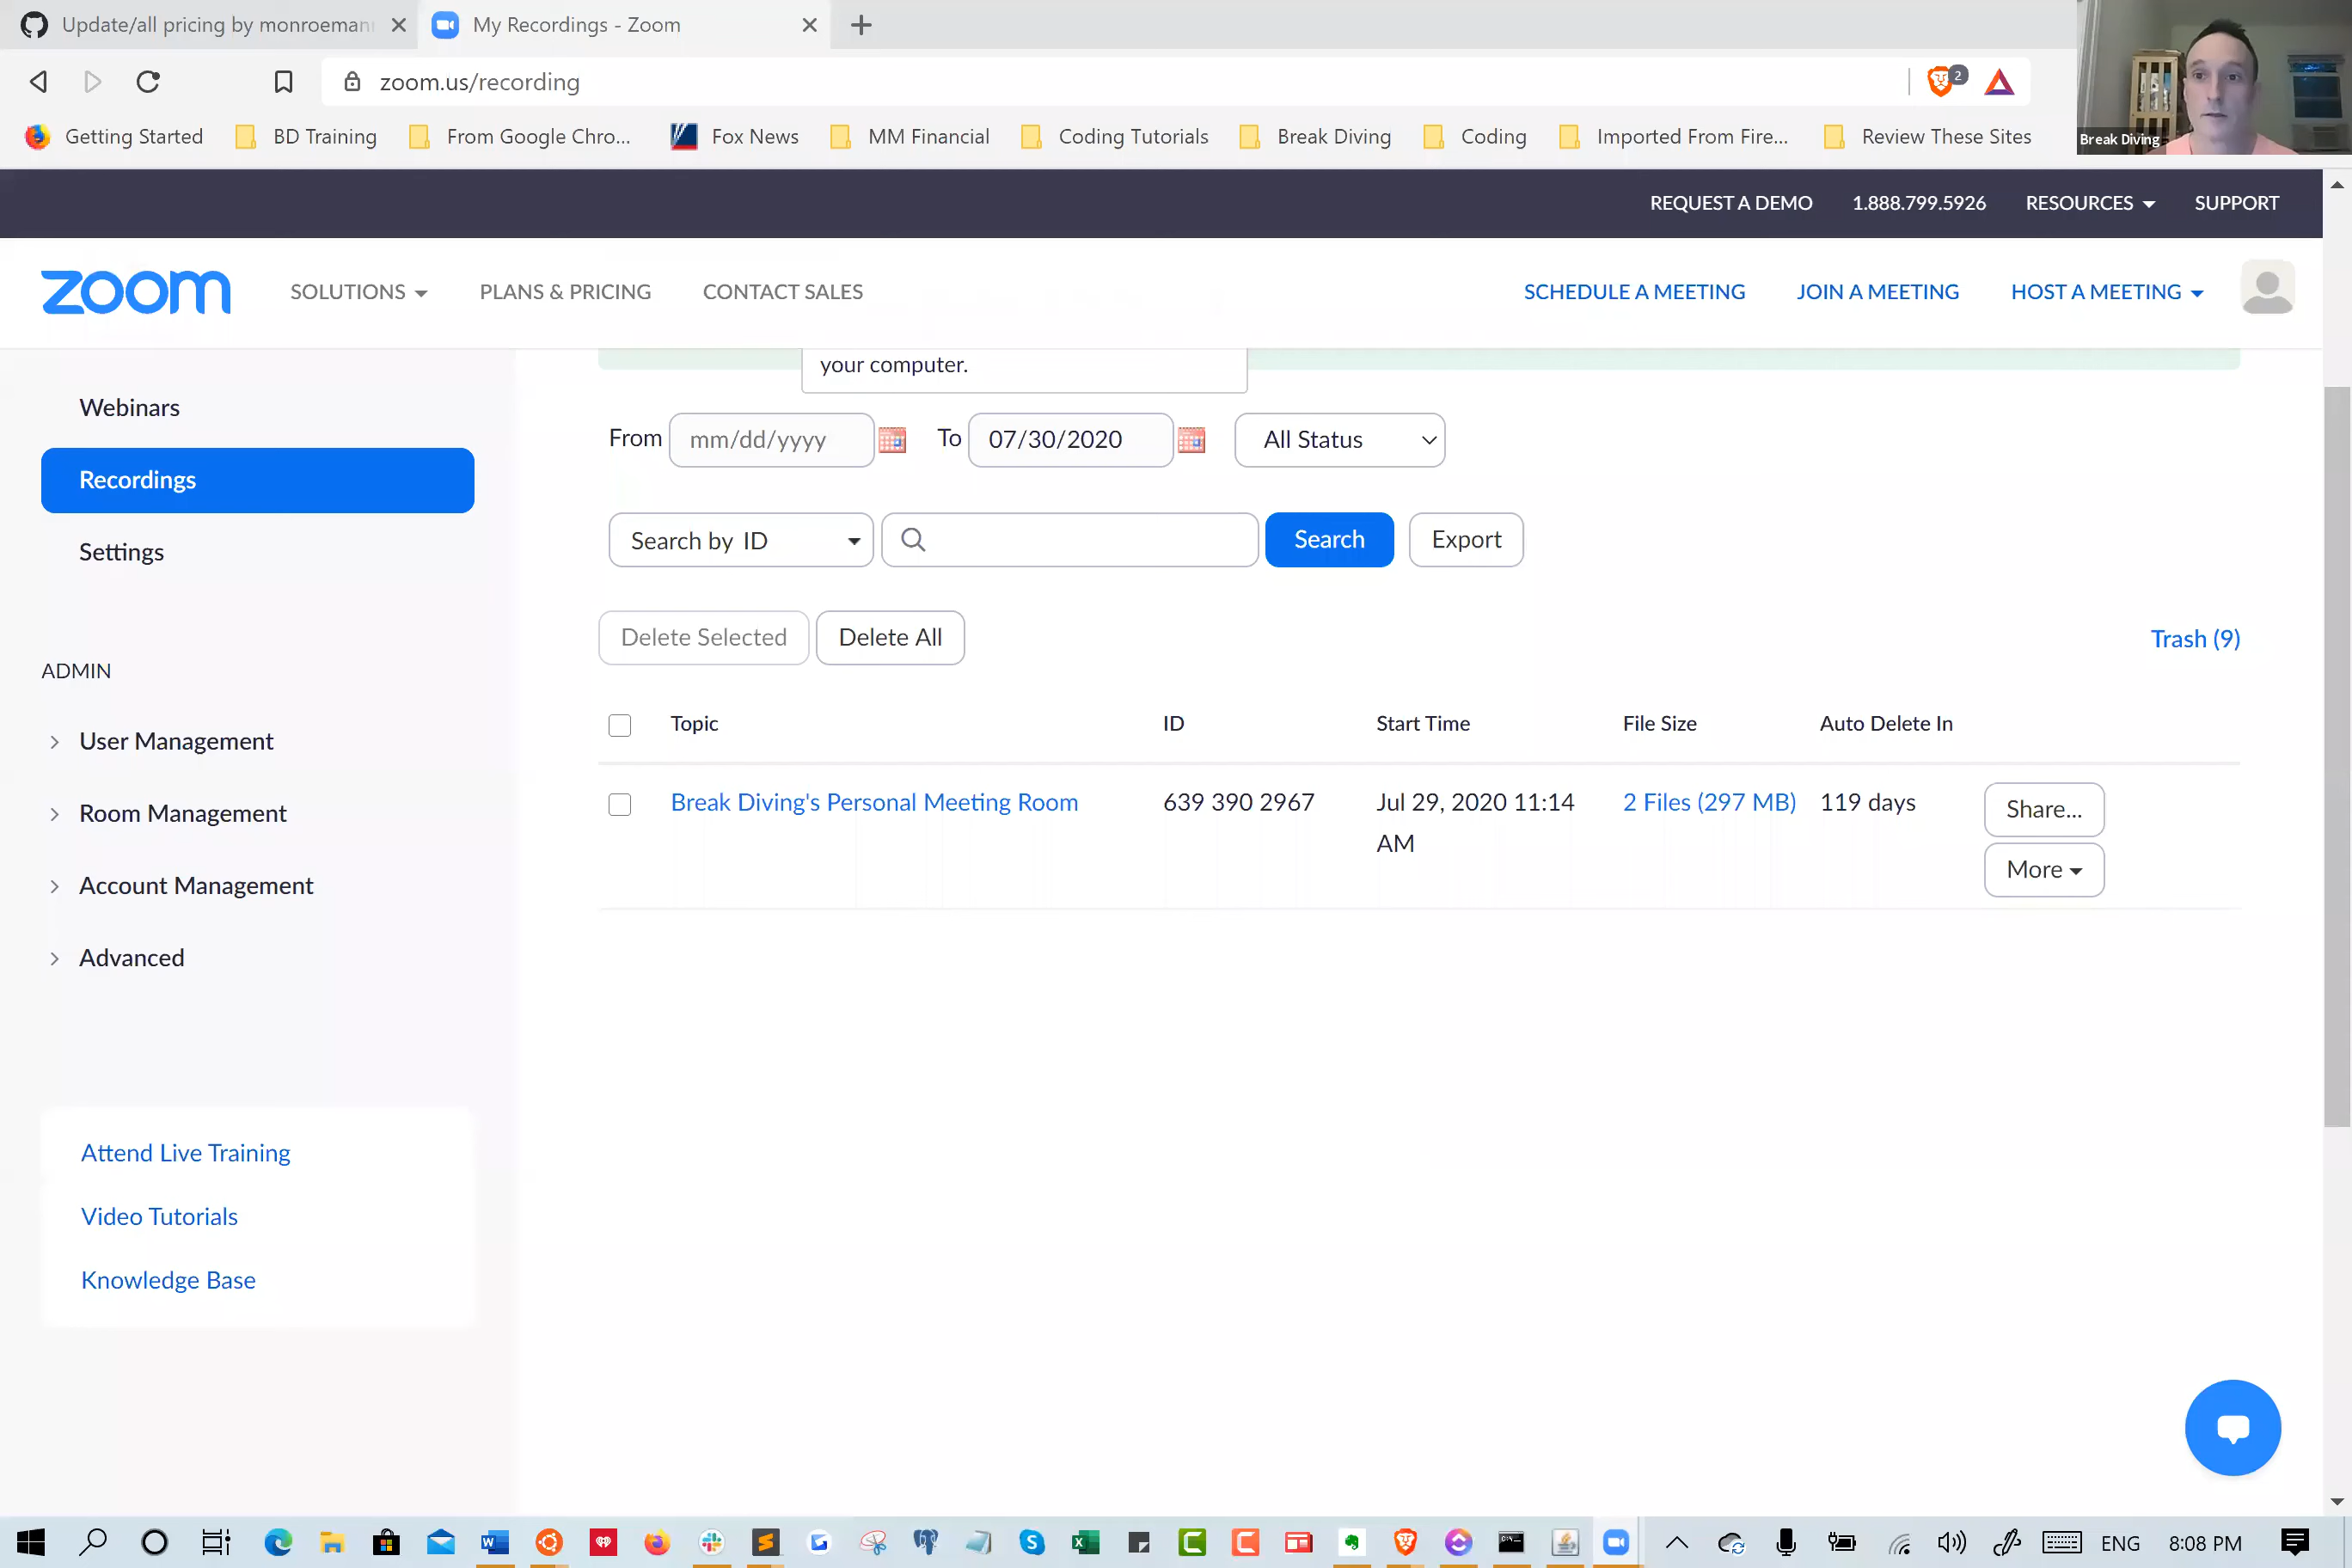 Update/all pricing by monroeman
My Recordings - Zoom
zoom.us/recording
2
Getting Started
BD Training
From Google Chro...
Fox News
MM Financial
Coding Tutorials
Break Diving
Coding
Imported From Fire...
Review These Sites
Break Diving
REQUEST A DEMO
1.888.799.5926
RESOURCES
SUPPORT
zoom
SOLUTIONS
PLANS & PRICING
CONTACT SALES
SCHEDULE A MEETING
JOIN A MEETING
HOST A MEETING
Webinars
Recordings
Settings
ADMIN
User Management
Room Management
Account Management
Advanced
Attend Live Training
Video Tutorials
Knowledge Base
your computer.
From mm/dd/yyyy To 07/30/2020 All Status
Search by ID Search Export
Delete Selected Delete All Trash (9)
Topic ID Start Time File Size Auto Delete In
Break Diving's Personal Meeting Room 639 390 2967 Jul 29, 2020 11:14 2 Files (297 MB) 119 days Share...
AM
More
ENG
8:08 PM